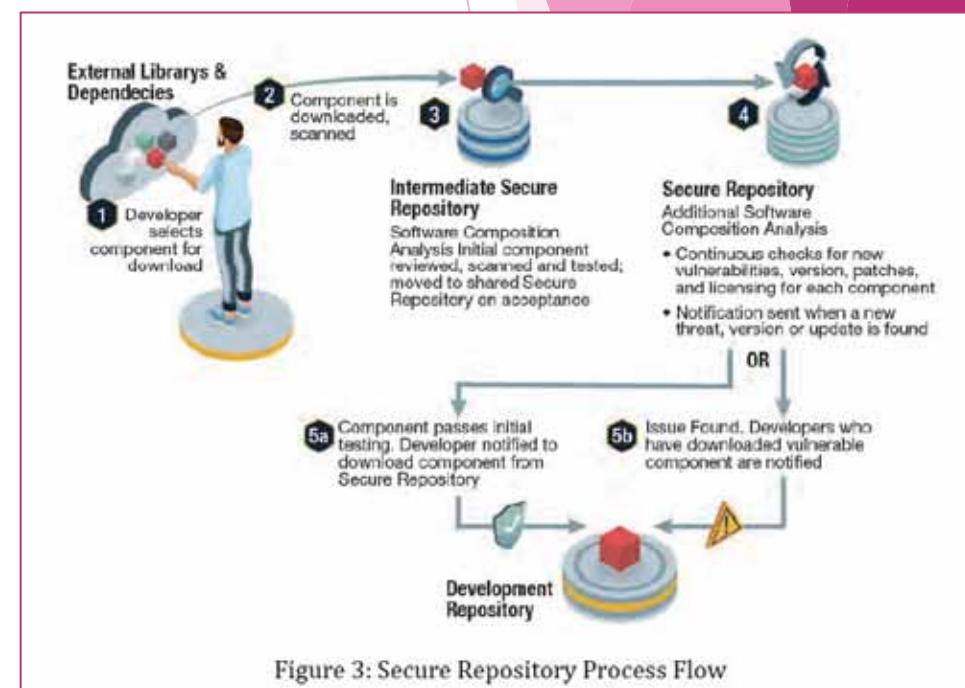 External Librarys &
Dependecies
1 Developer
selects
component for
download
2 Component is
downloaded,
scanned
3
Intermediate Secure
Repository
Software Composition
Analysis Initial component
reviewed, scanned and tested;
moved to shared Secure
Repository on acceptance
4
Secure Repository
Additional Software
Composition Analysis
• Continuous checks for new
vulnerabilities, version, patches,
and licensing for each component
• Notification sent when a new
threat, version or update is found
OR
5a Component passes initial
testing. Developer notified to
download component from
Secure Repository
5b Issue Found. Developers who
have downloaded vulnerable
component are notified
Development
Repository
Figure 3: Secure Repository Process Flow